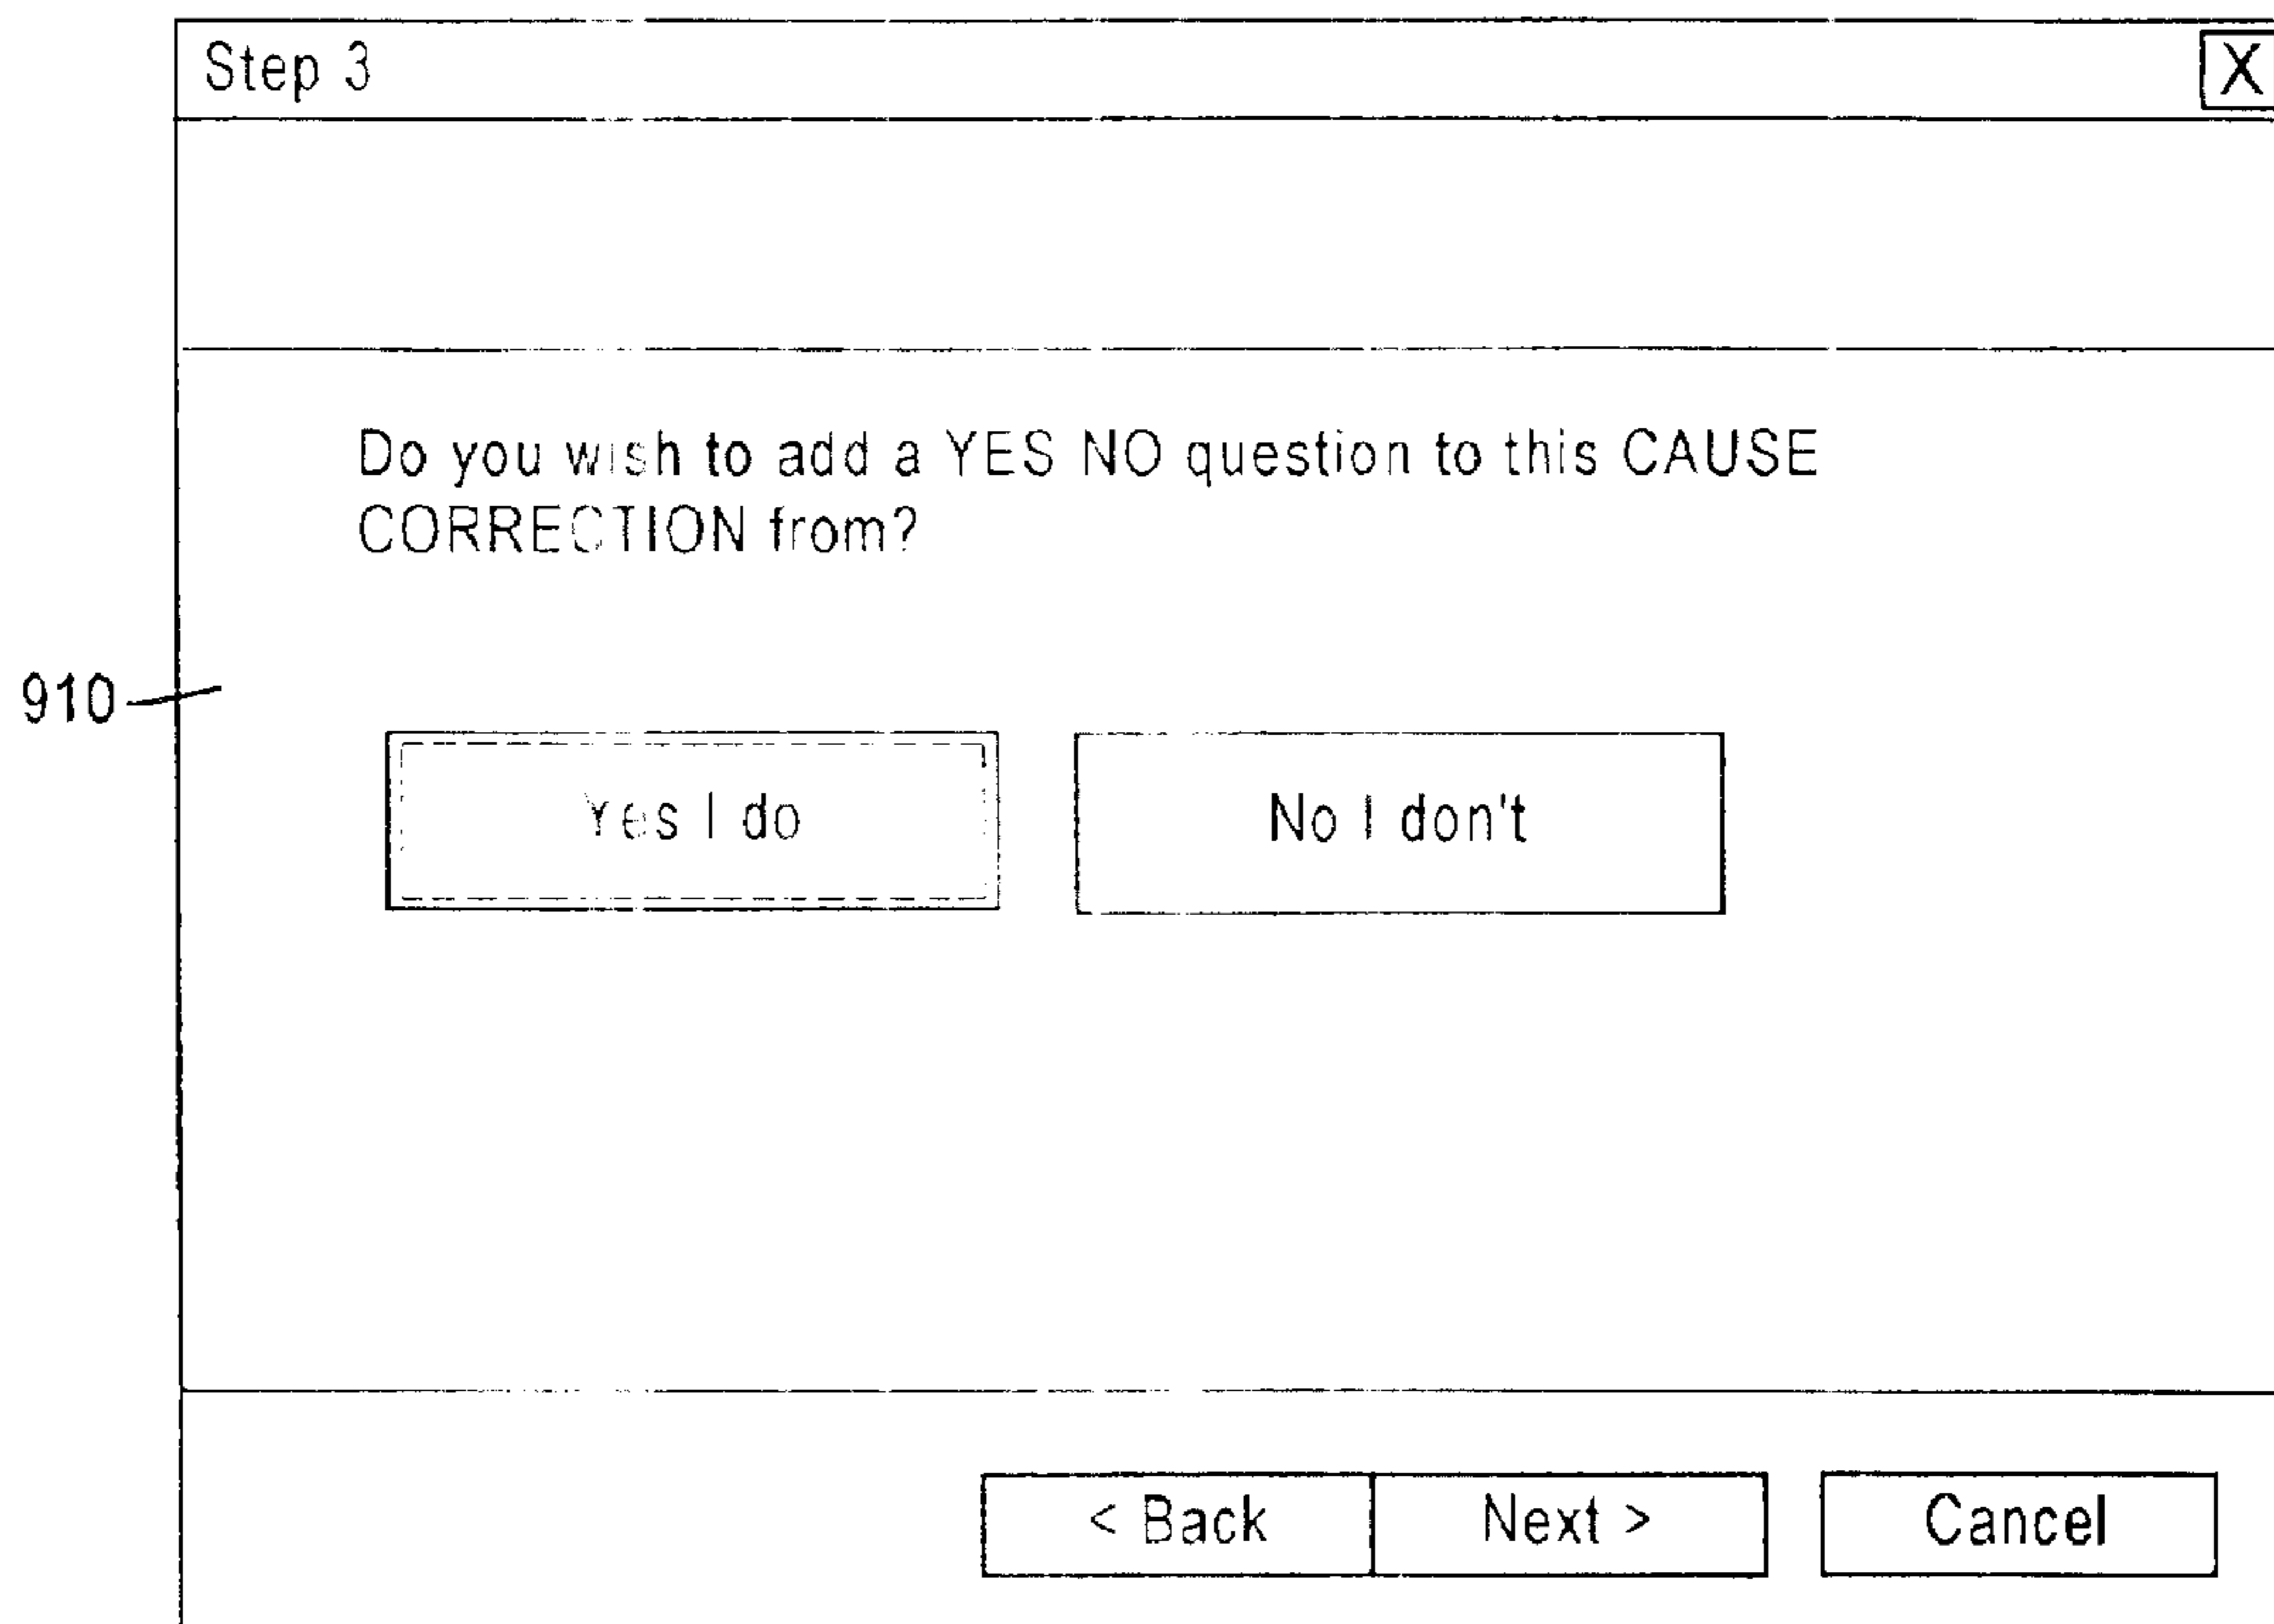 Step 3 X
Do you wish to add a YES NO question to this CAUSE
CORRECTION from?
910
Yes I do No I don't
< Back Next > Cancel